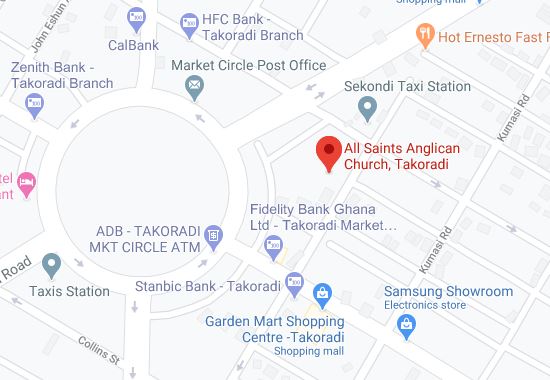 Shopping mall
John Eshun
HFC Bank -
Takoradi Branch
CalBank
Hot Ernesto Fast F
Zenith Bank -
Takoradi Branch
Market Circle Post Office
Sekondi Taxi Station
Kumasi Rd
All Saints Anglican
Church, Takoradi
tel
ant
Fidelity Bank Ghana
Ltd - Takoradi Market...
ADB - TAKORADI
MKT CIRCLE ATM
Kumasi Rd
Road
Taxis Station
Stanbic Bank - Takoradi
Samsung Showroom
Electronics store
Garden Mart Shopping
Centre -Takoradi
Shopping mall
Collins St